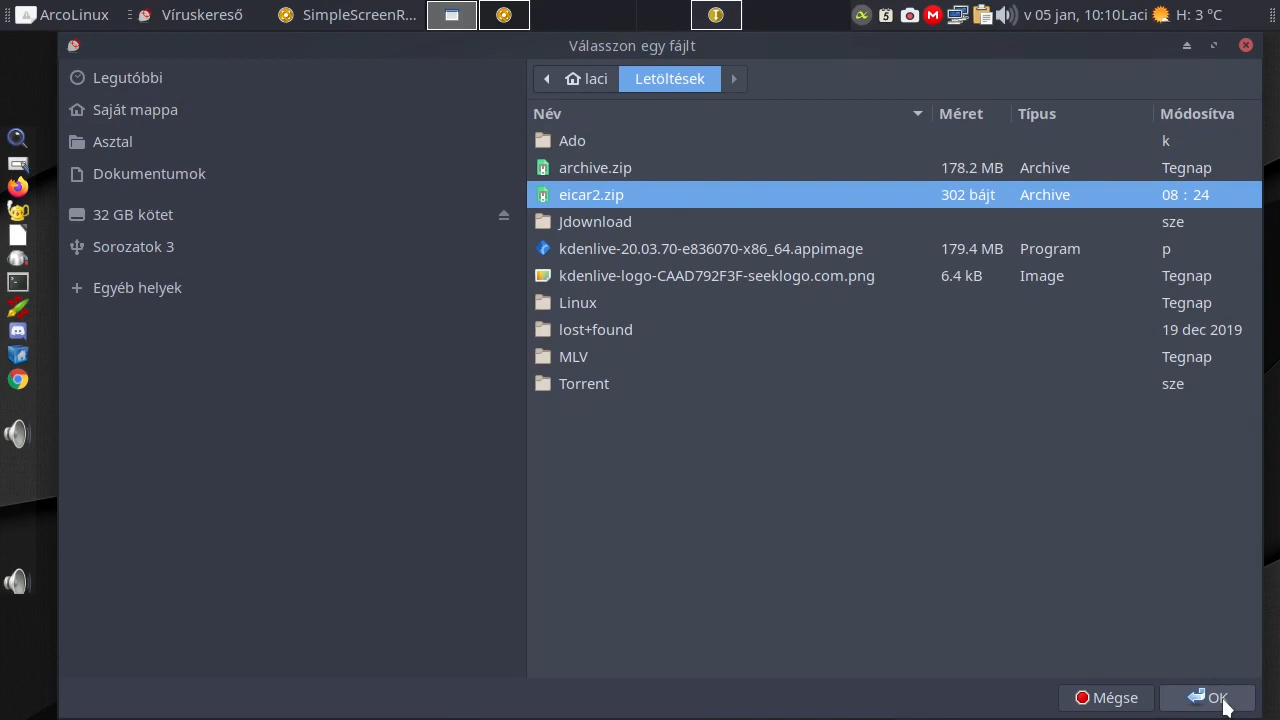 ArcoLinux Víruskereső SimpleScreenR... 5 M v 05 jan, 10:10 Laci H: 3 °C
Válasszon egy fájlt
Legutóbbi
Saját mappa
Asztal
Dokumentumok
32 GB kötet
Sorozatok 3
Egyéb helyek
laci Letöltések
Név Méret Típus Módosítva
Ado k
archive.zip 178.2 MB Archive Tegnap
eicar2.zip 302 bájt Archive 08 : 24
Jdownload sze
kdenlive-20.03.70-e836070-x86_64.appimage 179.4 MB Program p
kdenlive-logo-CAAD792F3F-seeklogo.com.png 6.4 kB Image Tegnap
Linux Tegnap
lost+found 19 dec 2019
MLV Tegnap
Torrent sze
Mégse OK